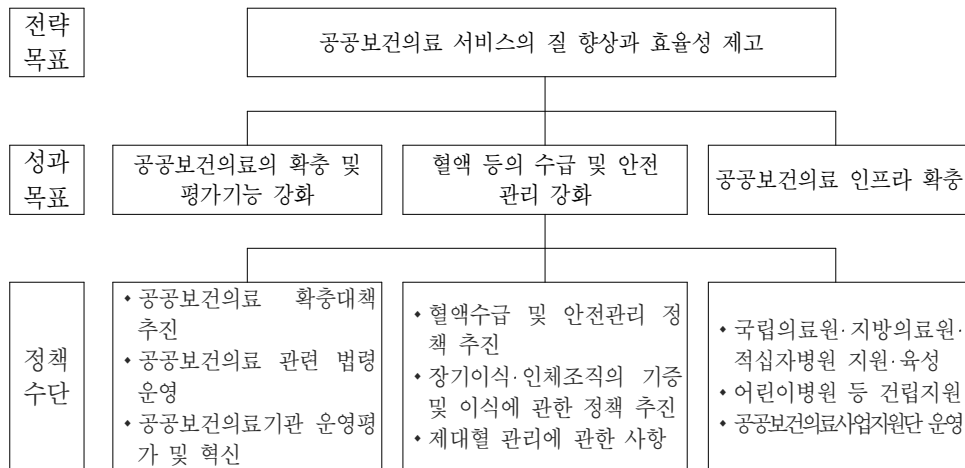 전략
목표
공공보건의료 서비스의 질 향상과 효율성 제고
성과
목표
공공보건의료의 확충 및
평가기능 강화
혈액 등의 수급 및 안전
관리 강화
공공보건의료 인프라 확충
정책
수단
◆ 공공보건의료 확충대책
추진
◆ 공공보건의료 관련 법령
운영
◆ 공공보건의료기관 운영평
가 및 혁신
◆ 혈액수급 및 안전관리 정
책 추진
◆ 장기이식·인체조직의 기증
및 이식에 관한 정책 추진
◆ 제대혈 관리에 관한 사항
◆ 국립의료원·지방의료원·
적십자병원 지원·육성
◆ 어린이병원 등 건립지원
◆ 공공보건의료사업지원단 운영